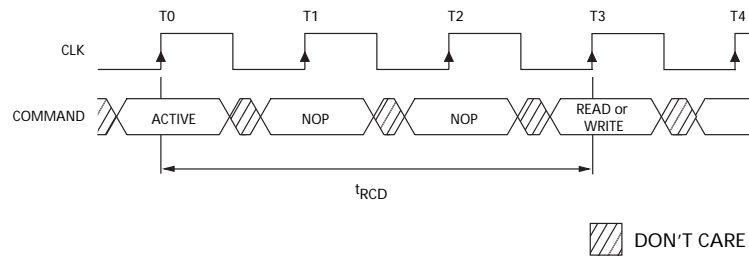 T0 T1 T2 T3 T4
CLK
COMMAND ACTIVE NOP NOP READ or
WRITE
tRCD
DON'T CARE